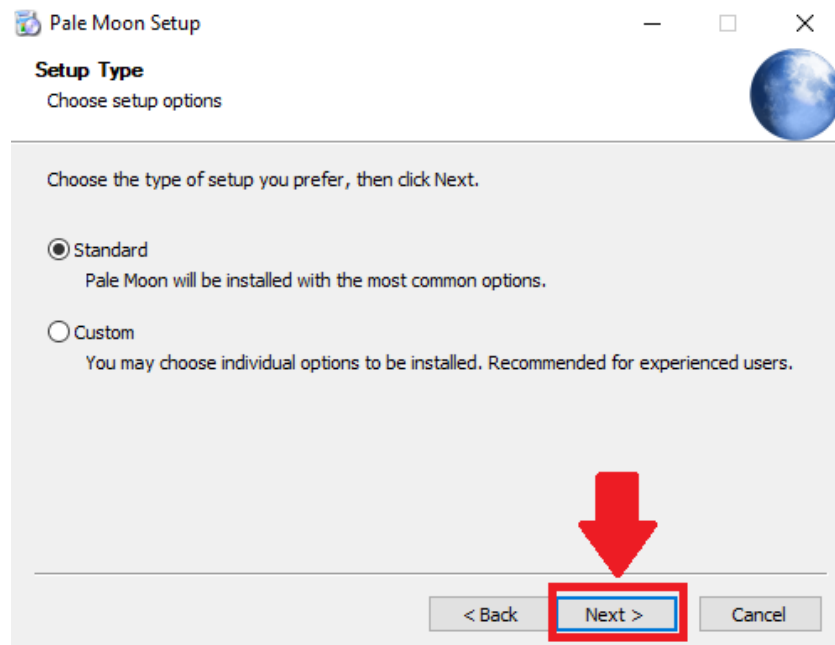 Pale Moon Setup
Setup Type
Choose setup options
Choose the type of setup you prefer, then click Next.
Standard
Pale Moon will be installed with the most common options.
Custom
You may choose individual options to be installed. Recommended for experienced users.
< Back Next > Cancel